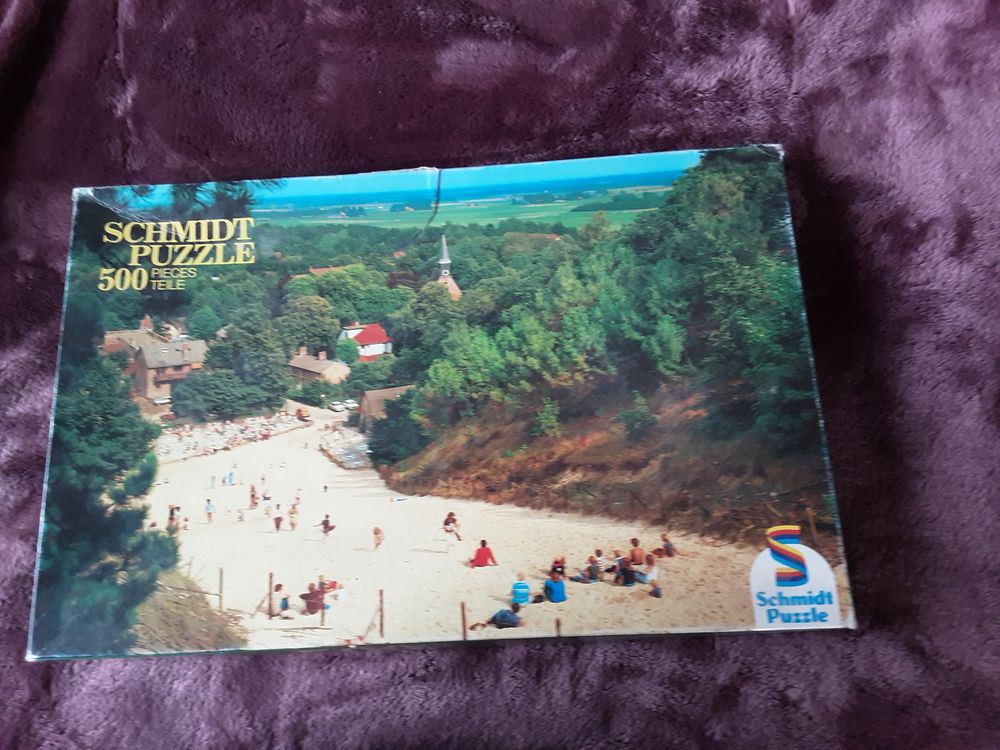 SCHMIDT
PUZZLE
500 PIECES
TEILE
Schmidt
Puzzle